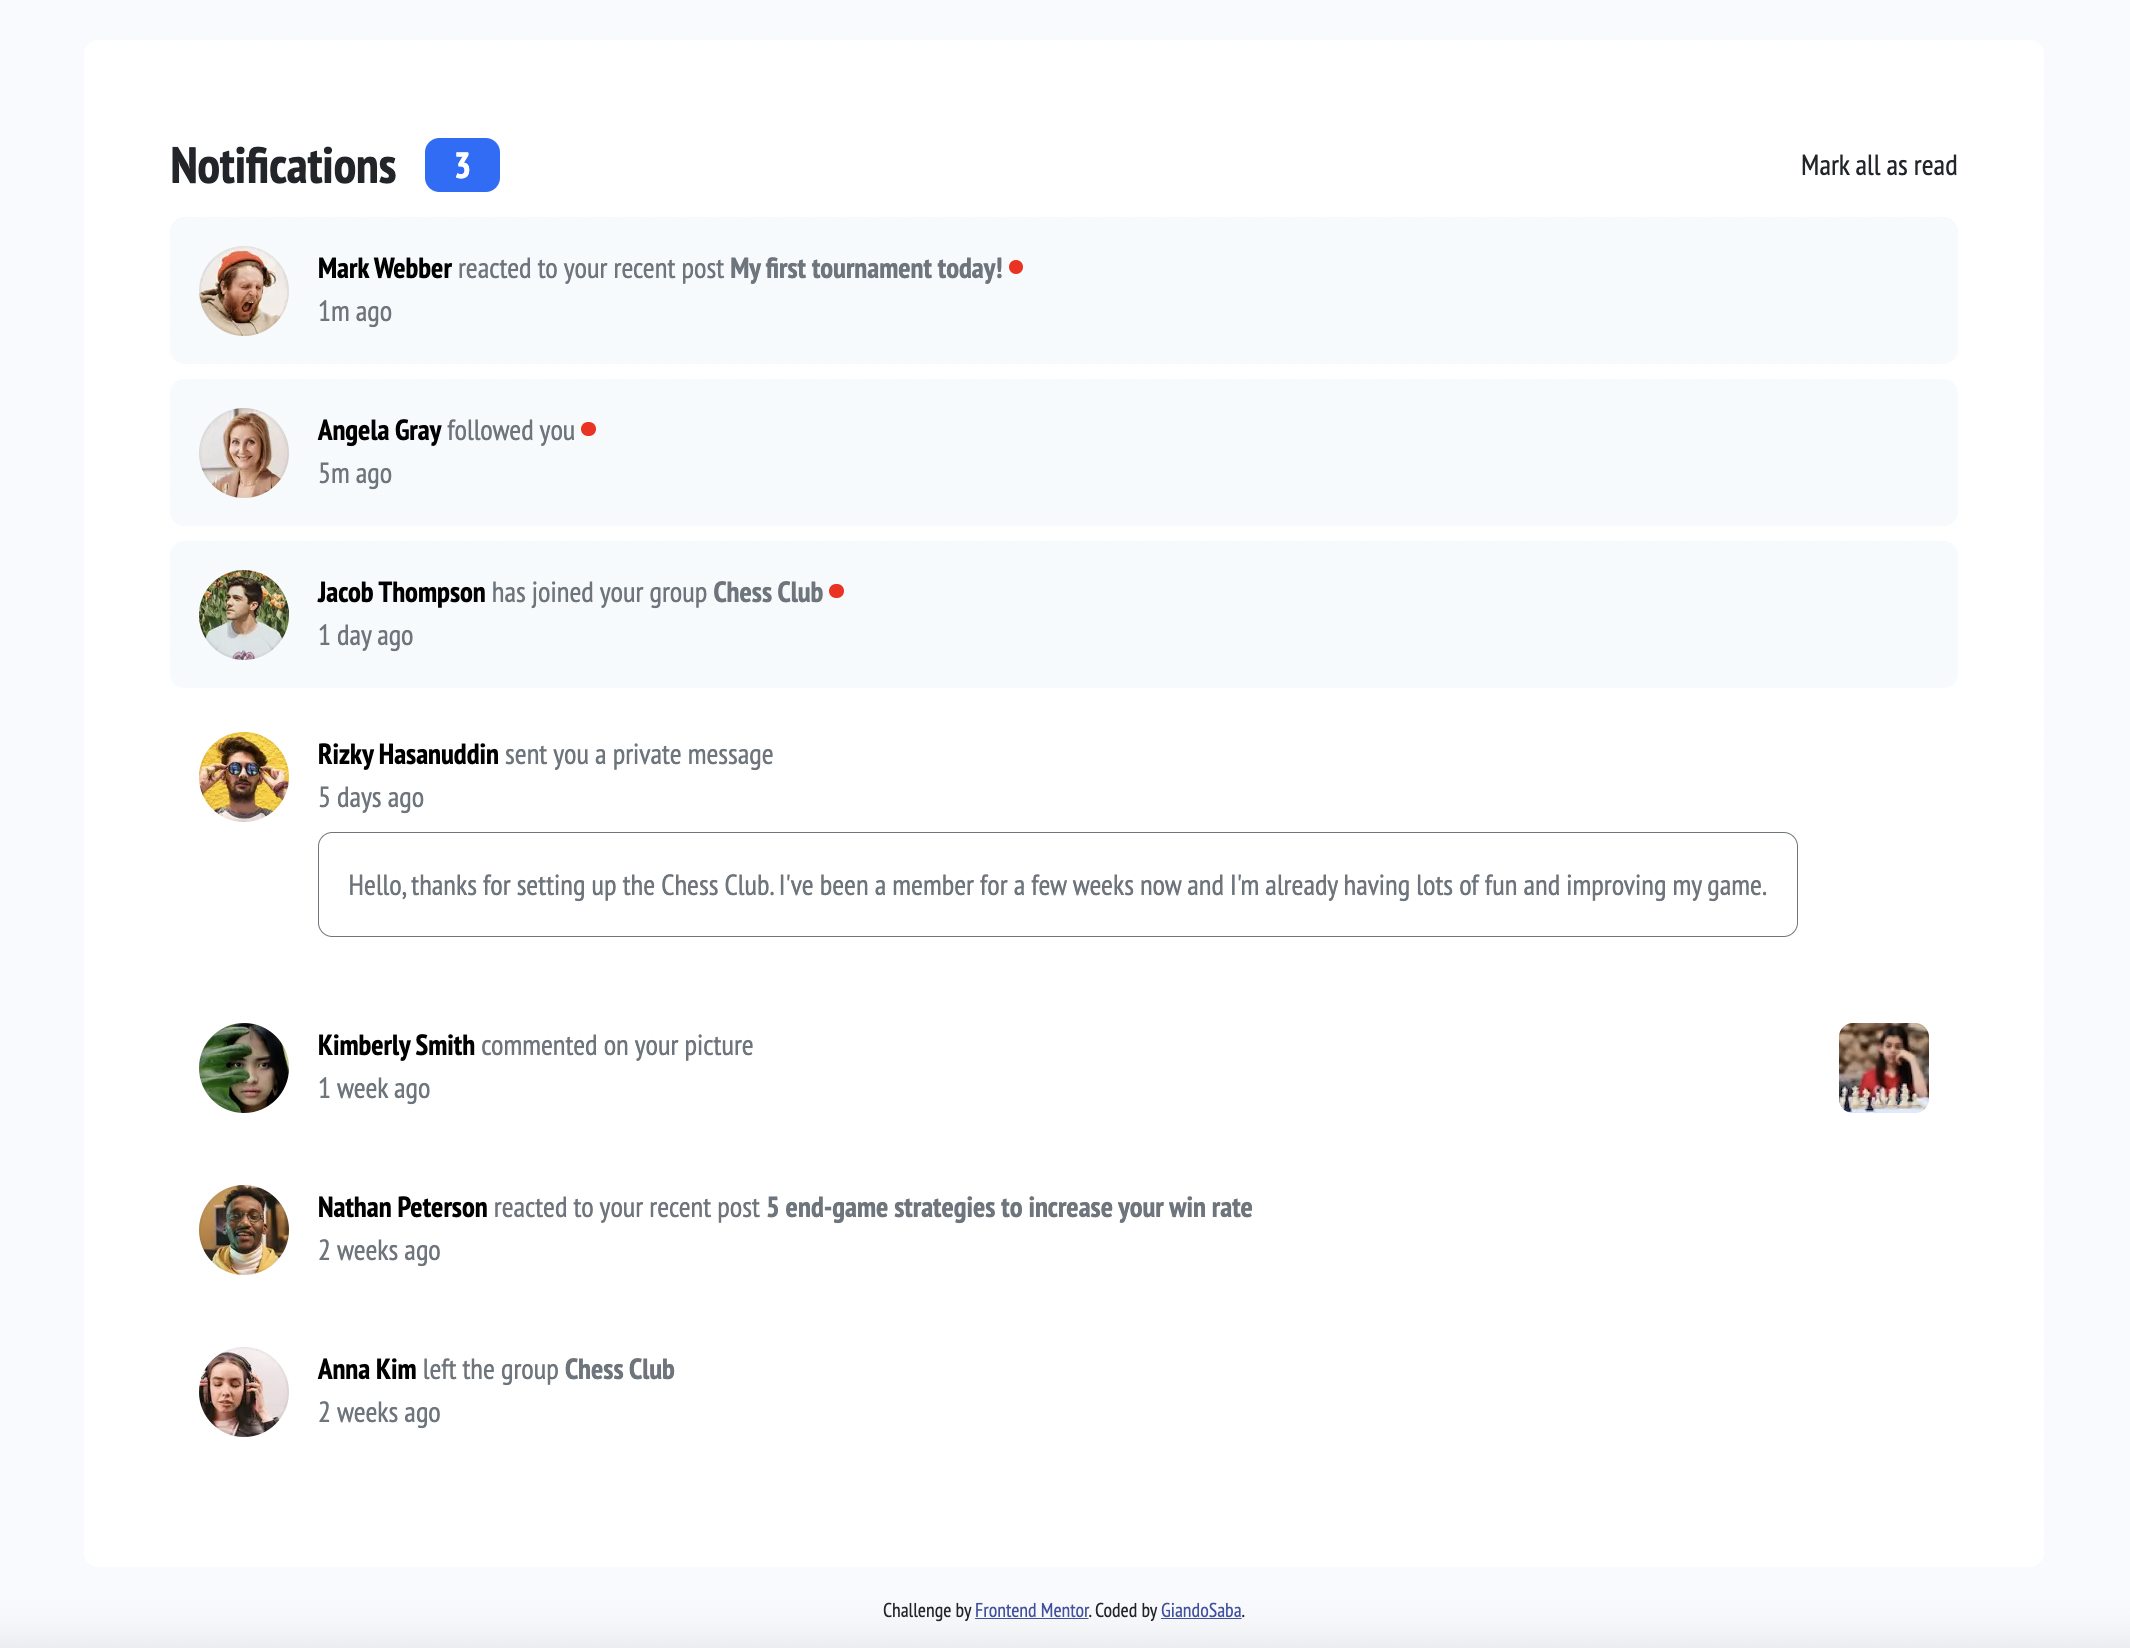 Notifications 3 Mark all as read
Mark Webber reacted to your recent post My first tournament today!
1m ago
Angela Gray followed you
5m ago
Jacob Thompson has joined your group Chess Club
1 day ago
Rizky Hasanuddin sent you a private message
5 days ago
Hello, thanks for setting up the Chess Club. I've been a member for a few weeks now and I'm already having lots of fun and improving my game.
Kimberly Smith commented on your picture
1 week ago
Nathan Peterson reacted to your recent post 5 end-game strategies to increase your win rate
2 weeks ago
Anna Kim left the group Chess Club
2 weeks ago
Challenge by Frontend Mentor. Coded by GiandoSaba.